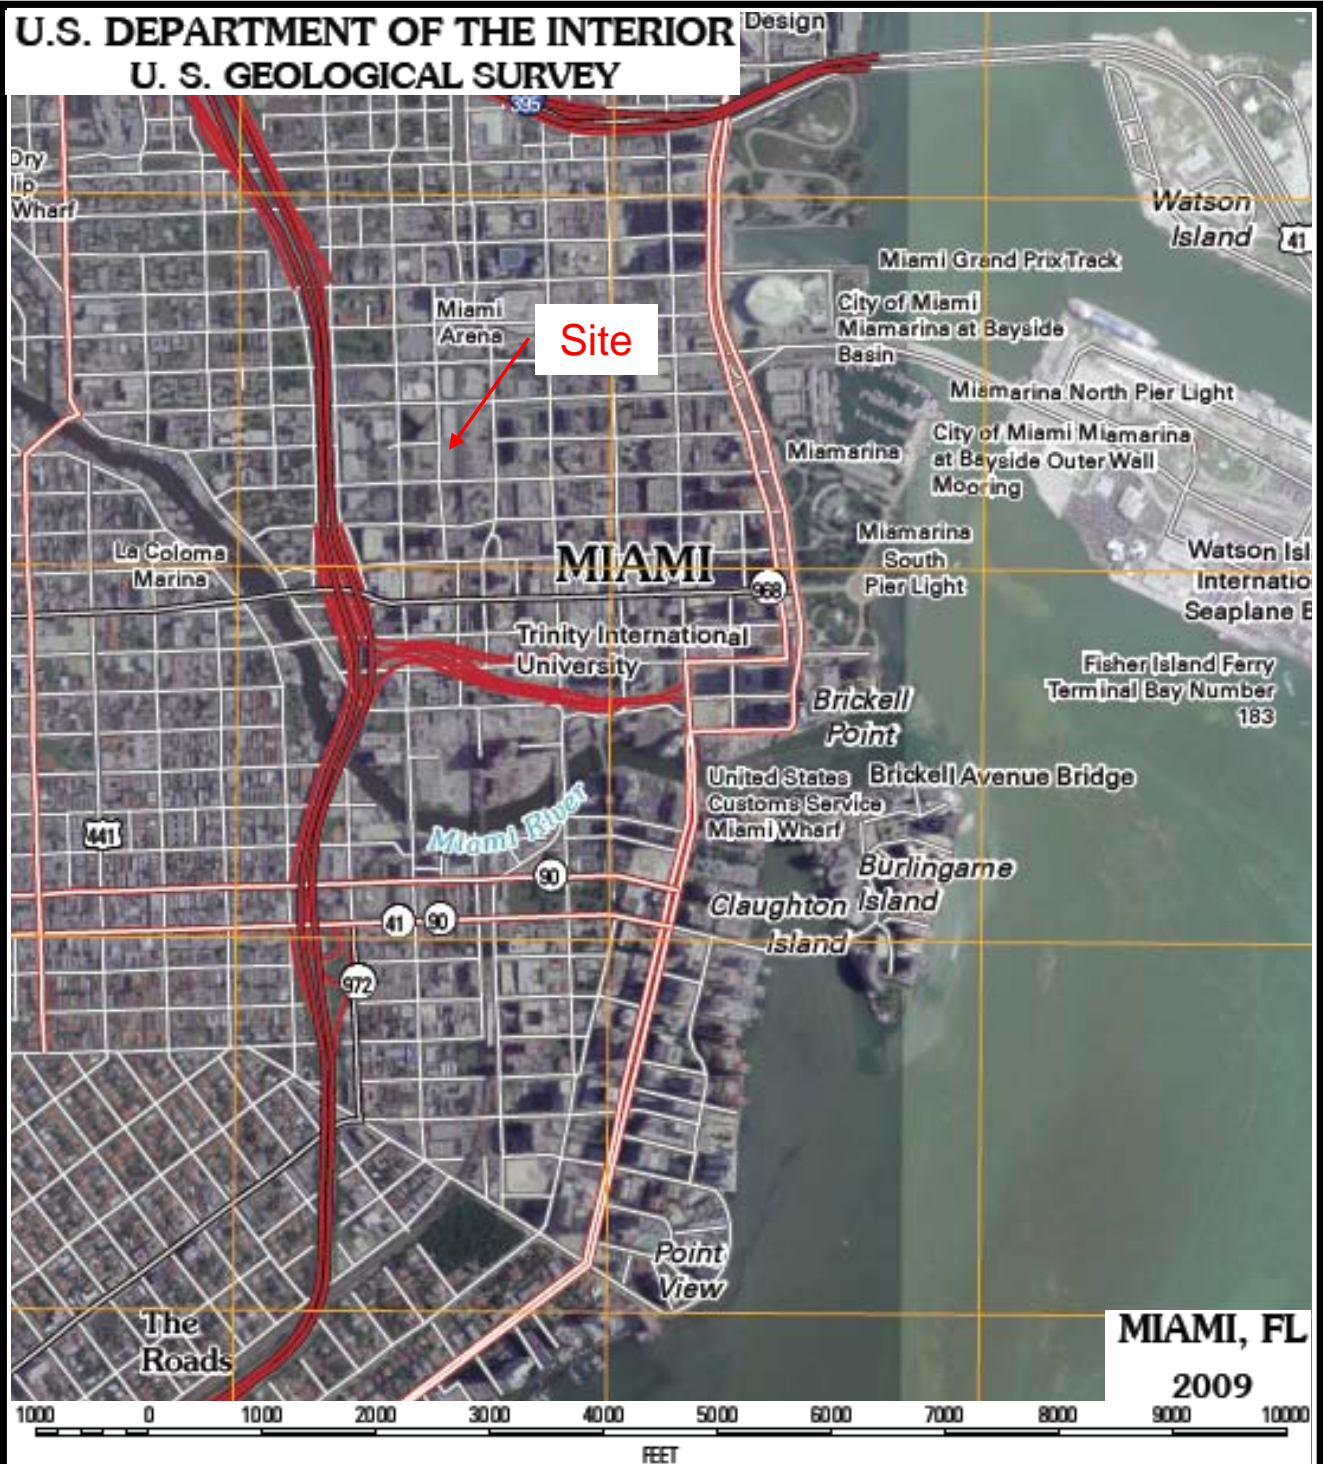 U.S. DEPARTMENT OF THE INTERIOR
U. S. GEOLOGICAL SURVEY
Design
395
Dry
lip
Wharf
Watson
Island
41
Miami Grand Prix Track
Miami
Arena
Site
City of Miami
Miamarina at Bayside
Basin
Miamarina North Pier Light
City of Miami Miamarina
at Bayside Outer Wall
Mooring
Miamarina
Miamarina
South
Pier Light
La Coloma
Marina
MIAMI
968
Watson Isl
Internatio
Seaplane B
Trinity International
University
Fisher Island Ferry
Terminal Bay Number
183
Brickell
Point
United States
Customs Service
Miami Wharf
Brickell Avenue Bridge
441
Miami River
Burlingame
Island
90
Claughton
Island
41
90
972
Point
View
The
Roads
MIAMI, FL
2009
1000 0 1000 2000 3000 4000 5000 6000 7000 8000 9000 10000
FEET